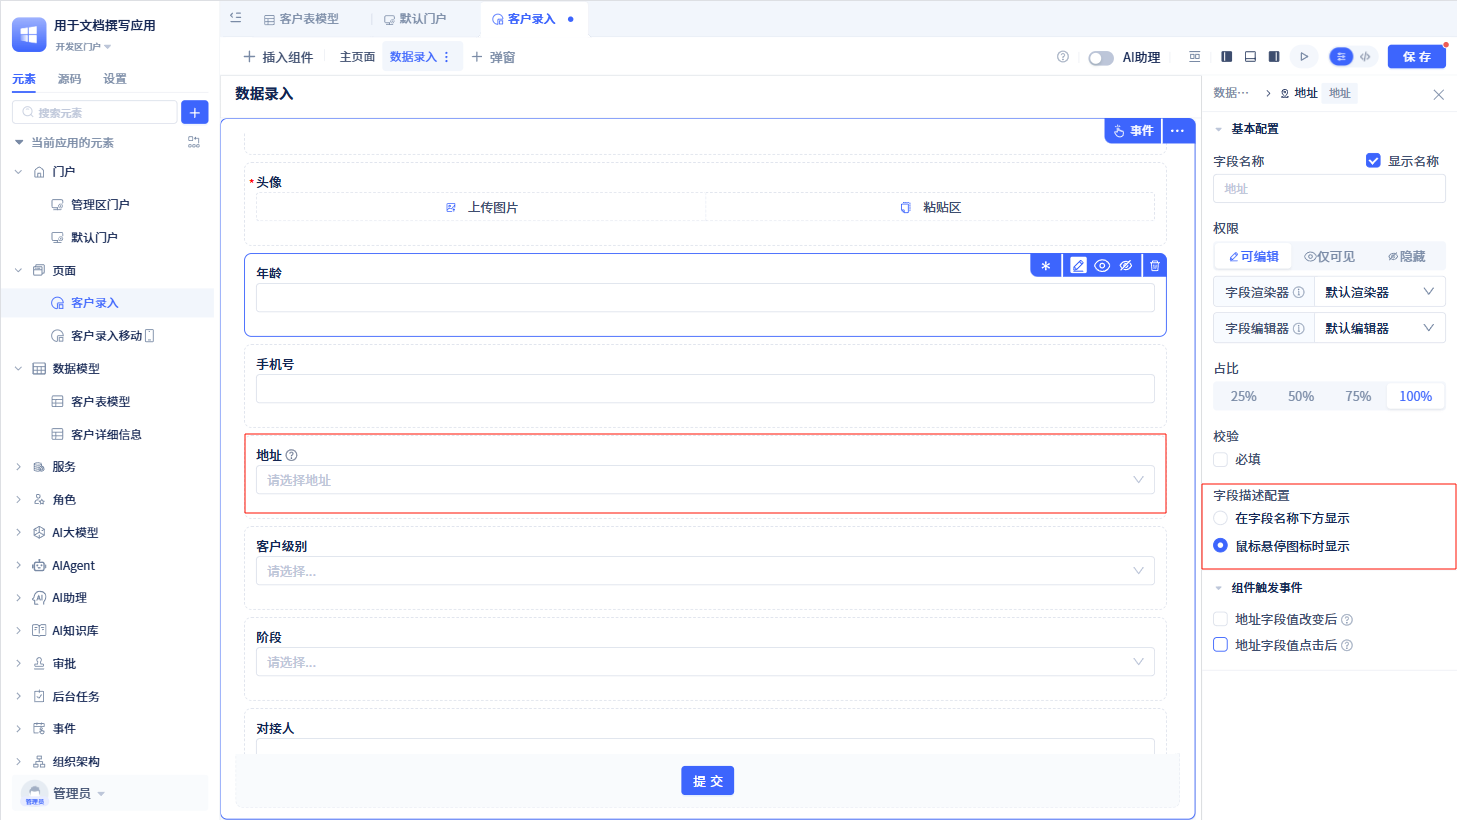 用于文档撰写应用
开发区门户
元素 源码 设置
搜索元素
当前应用的元素
门户
管理区门户
默认门户
页面
客户录入
客户录入移动
数据模型
客户表模型
客户详细信息
服务
角色
AI大模型
AIAgent
AI助理
AI知识库
审批
后台任务
事件
组织架构
管理员
管理员
客户表模型 默认门户 客户录入
插入组件 主页面 数据录入 弹窗 AI助理 保存
数据录入
事件
*头像
上传图片 粘贴区
年龄
手机号
地址
请选择地址
客户级别
请选择...
阶段
请选择...
对接人
提交
数据··· 地址 地址
基本配置
字段名称 显示名称
地址
权限
可编辑 仅可见 隐藏
字段渲染器 默认渲染器
字段编辑器 默认编辑器
占比
25% 50% 75% 100%
校验
必填
字段描述配置
在字段名称下方显示
鼠标悬停图标时显示
组件触发事件
地址字段值改变后
地址字段值点击后